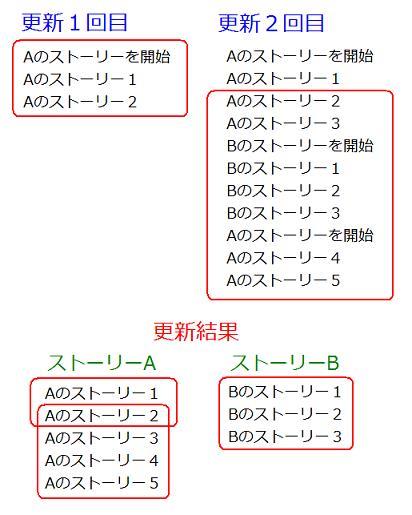 更新１回目
Aのストーリーを開始
Aのストーリー１
Aのストーリー２
更新２回目
Aのストーリーを開始
Aのストーリー１
Aのストーリー２
Aのストーリー３
Bのストーリーを開始
Bのストーリー１
Bのストーリー２
Bのストーリー３
Aのストーリーを開始
Aのストーリー４
Aのストーリー５
更新結果
ストーリーA
Aのストーリー１
Aのストーリー２
Aのストーリー３
Aのストーリー４
Aのストーリー５
ストーリーB
Bのストーリー１
Bのストーリー２
Bのストーリー３